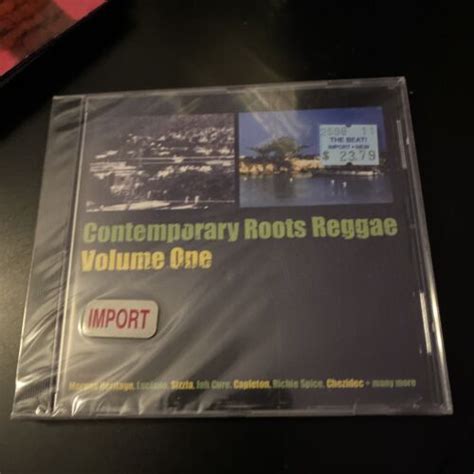 THE BEAT!
IMPORT • NEW
$ 23.79
Contemporary Roots Reggae
Volume One
IMPORT
Morgan Heritage, Luciano, Sizzla, Jah Cure, Capleton, Richie Spice, Chezidec + many more